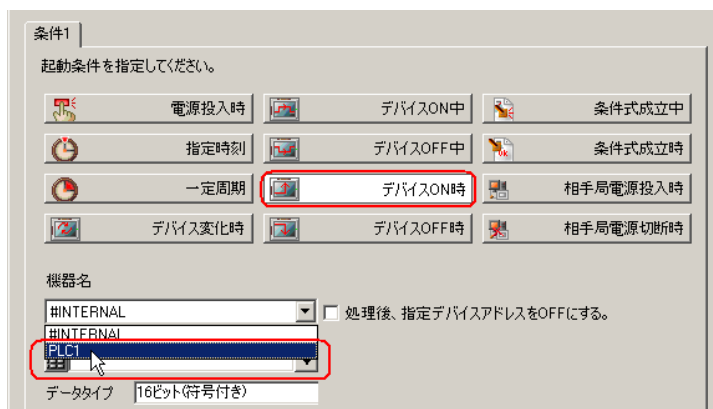 条件1
起動条件を指定してください。
電源投入時 デバイスON中 条件式成立中
指定時刻 デバイスOFF中 条件式成立時
一定周期 デバイスON時 相手局電源投入時
デバイス変化時 デバイスOFF時 相手局電源切断時
機器名
#INTERNAL 処理後、指定デバイスアドレスをOFFにする。
#INTERNAL
PLC1
データタイプ 16ビット(符号付き)